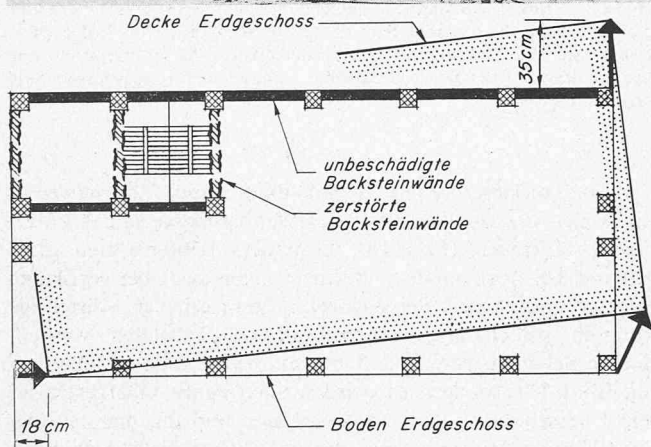 Decke Erdgeschoss
35cm
unbeschädigte
Backsteinwände
zerstörte
Backsteinwände
18 cm
Boden Erdgeschoss